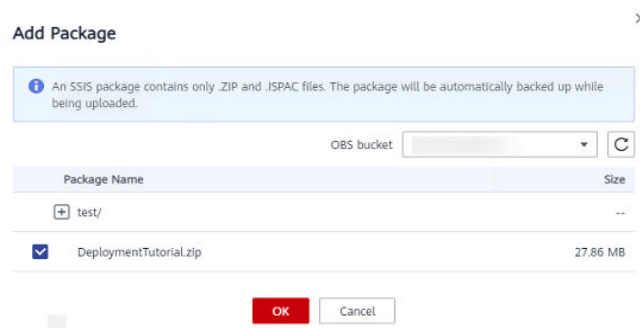 Add Package
An SSIS package contains only .ZIP and .ISPAC files. The package will be automatically backed up while
being uploaded.
OBS bucket
Package Name Size
test/ --
DeploymentTutorial.zip 27.86 MB
OK Cancel